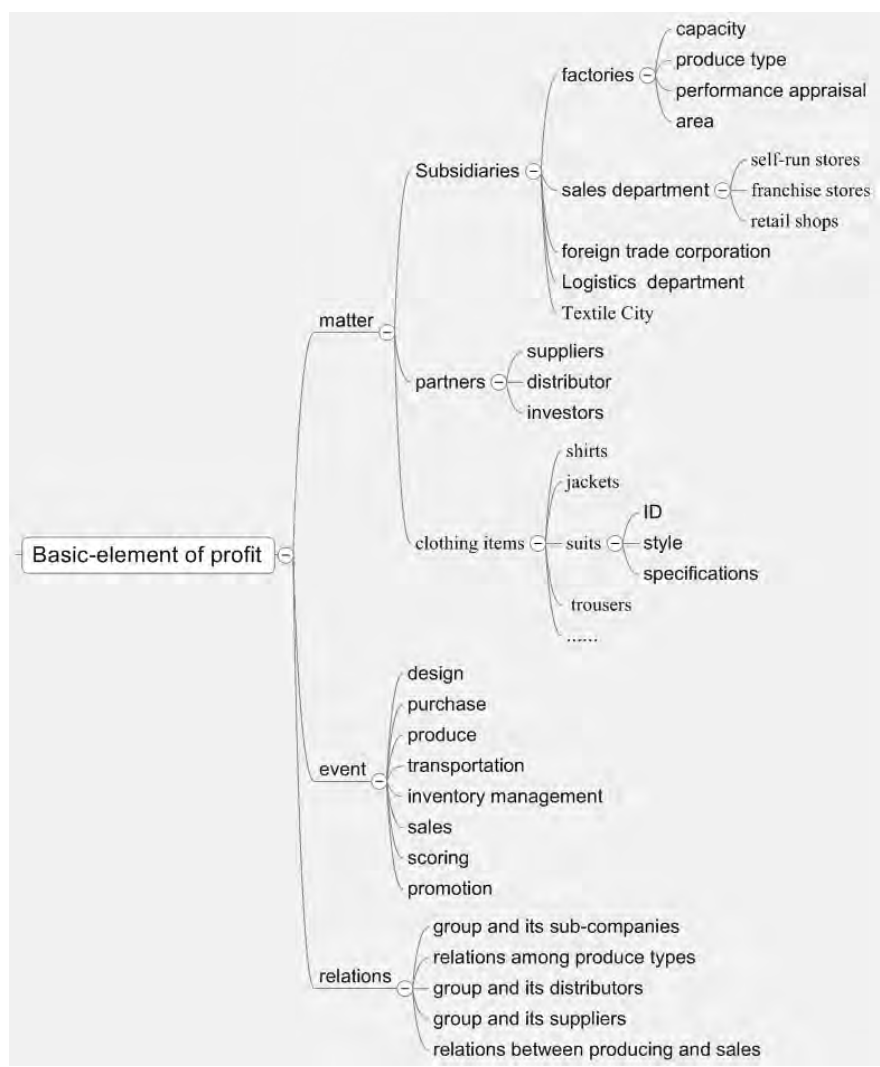 capacity
produce type
factories
performance appraisal
area
self-run stores
Subsidiaries
sales department
franchise stores
retail shops
foreign trade corporation
Logistics department
Textile City
matter
suppliers
partners
distributor
investors
shirts
jackets
ID
clothing items
suits
style
specifications
trousers
......
Basic-element of profit
design
purchase
produce
transportation
event
inventory management
sales
scoring
promotion
group and its sub-companies
relations among produce types
relations
group and its distributors
group and its suppliers
relations between producing and sales